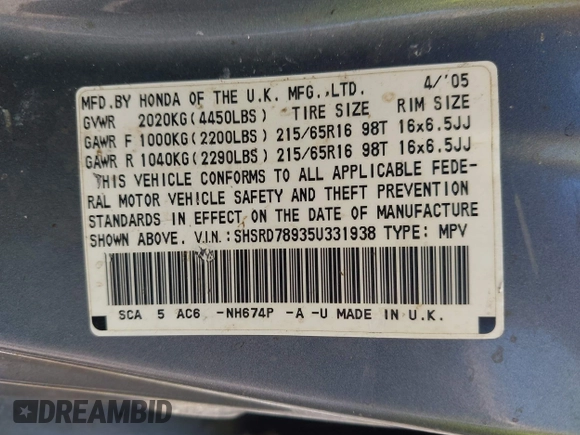 MFD.BY HONDA OF THE U.K. MFG.,LTD. 4/'05
GVWR 2020KG(4450LBS) TIRE SIZE RIM SIZE
GAWR F 1000KG(2200LBS) 215/65R16 98T 16x6.5JJ
GAWR R 1040KG(2290LBS) 215/65R16 98T 16x6.5JJ
THIS VEHICLE CONFORMS TO ALL APPLICABLE FEDE-
RAL MOTOR VEHICLE SAFETY AND THEFT PREVENTION
STANDARDS IN EFFECT ON THE DATE OF MANUFACTURE
SHOWN ABOVE. V.I.N.:SHSRD78935U331938 TYPE: MPV
SCA 5 AC6 -NH674P -A -U MADE IN U.K.
DREAMBID